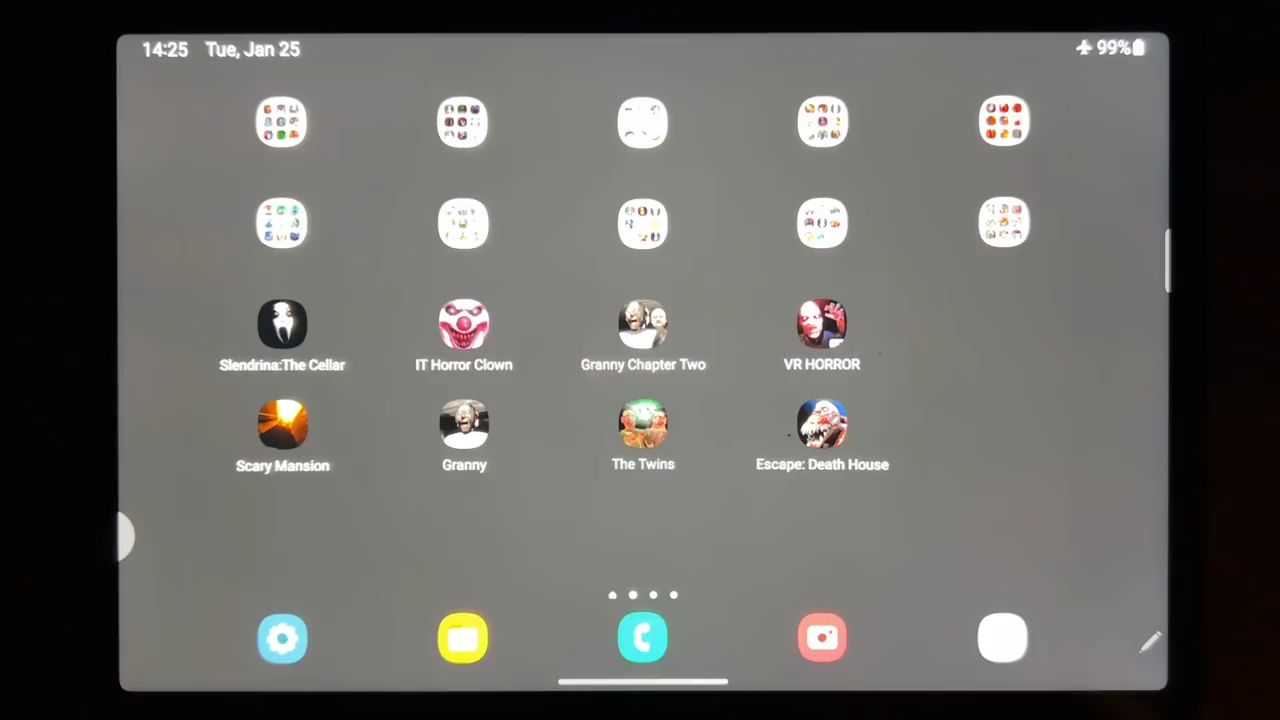 14:25 Tue, Jan 25
99%
Slendrina:The Cellar
IT Horror Clown
Granny Chapter Two
VR HORROR
Scary Mansion
Granny
The Twins
Escape: Death House